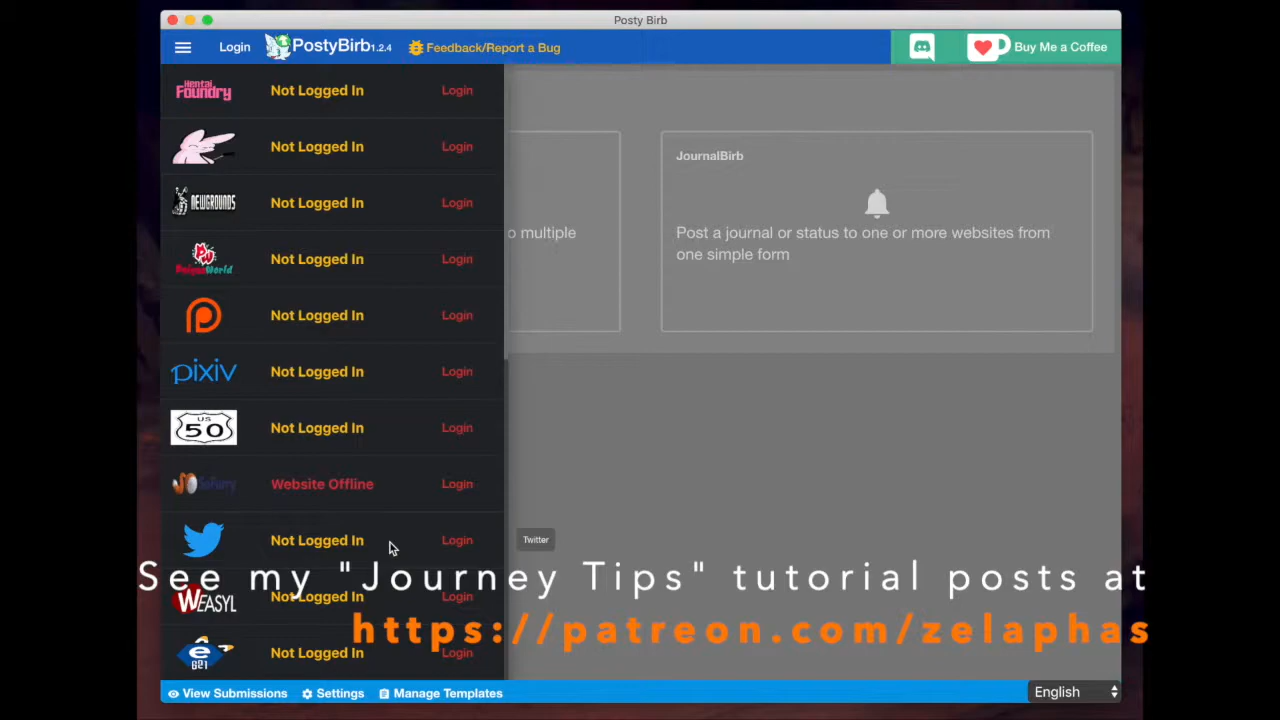 Posty Birb
Login
PostyBirb 1.2.4
Feedback/Report a Bug
Buy Me a Coffee
Hentai Foundry
Not Logged In
Login
Not Logged In
Login
NEWGROUNDS
Not Logged In
Login
Not Logged In
Login
Not Logged In
Login
pixiv
Not Logged In
Login
US 50
Not Logged In
Login
SoFurry
Website Offline
Login
Not Logged In
Login
Twitter
WEASYL
Not Logged In
Login
e621
Not Logged In
Login
o multiple
JournalBirb
Post a journal or status to one or more websites from
one simple form
See my "Journey Tips" tutorial posts at
https://patreon.com/zelaphas
View Submissions
Settings
Manage Templates
English